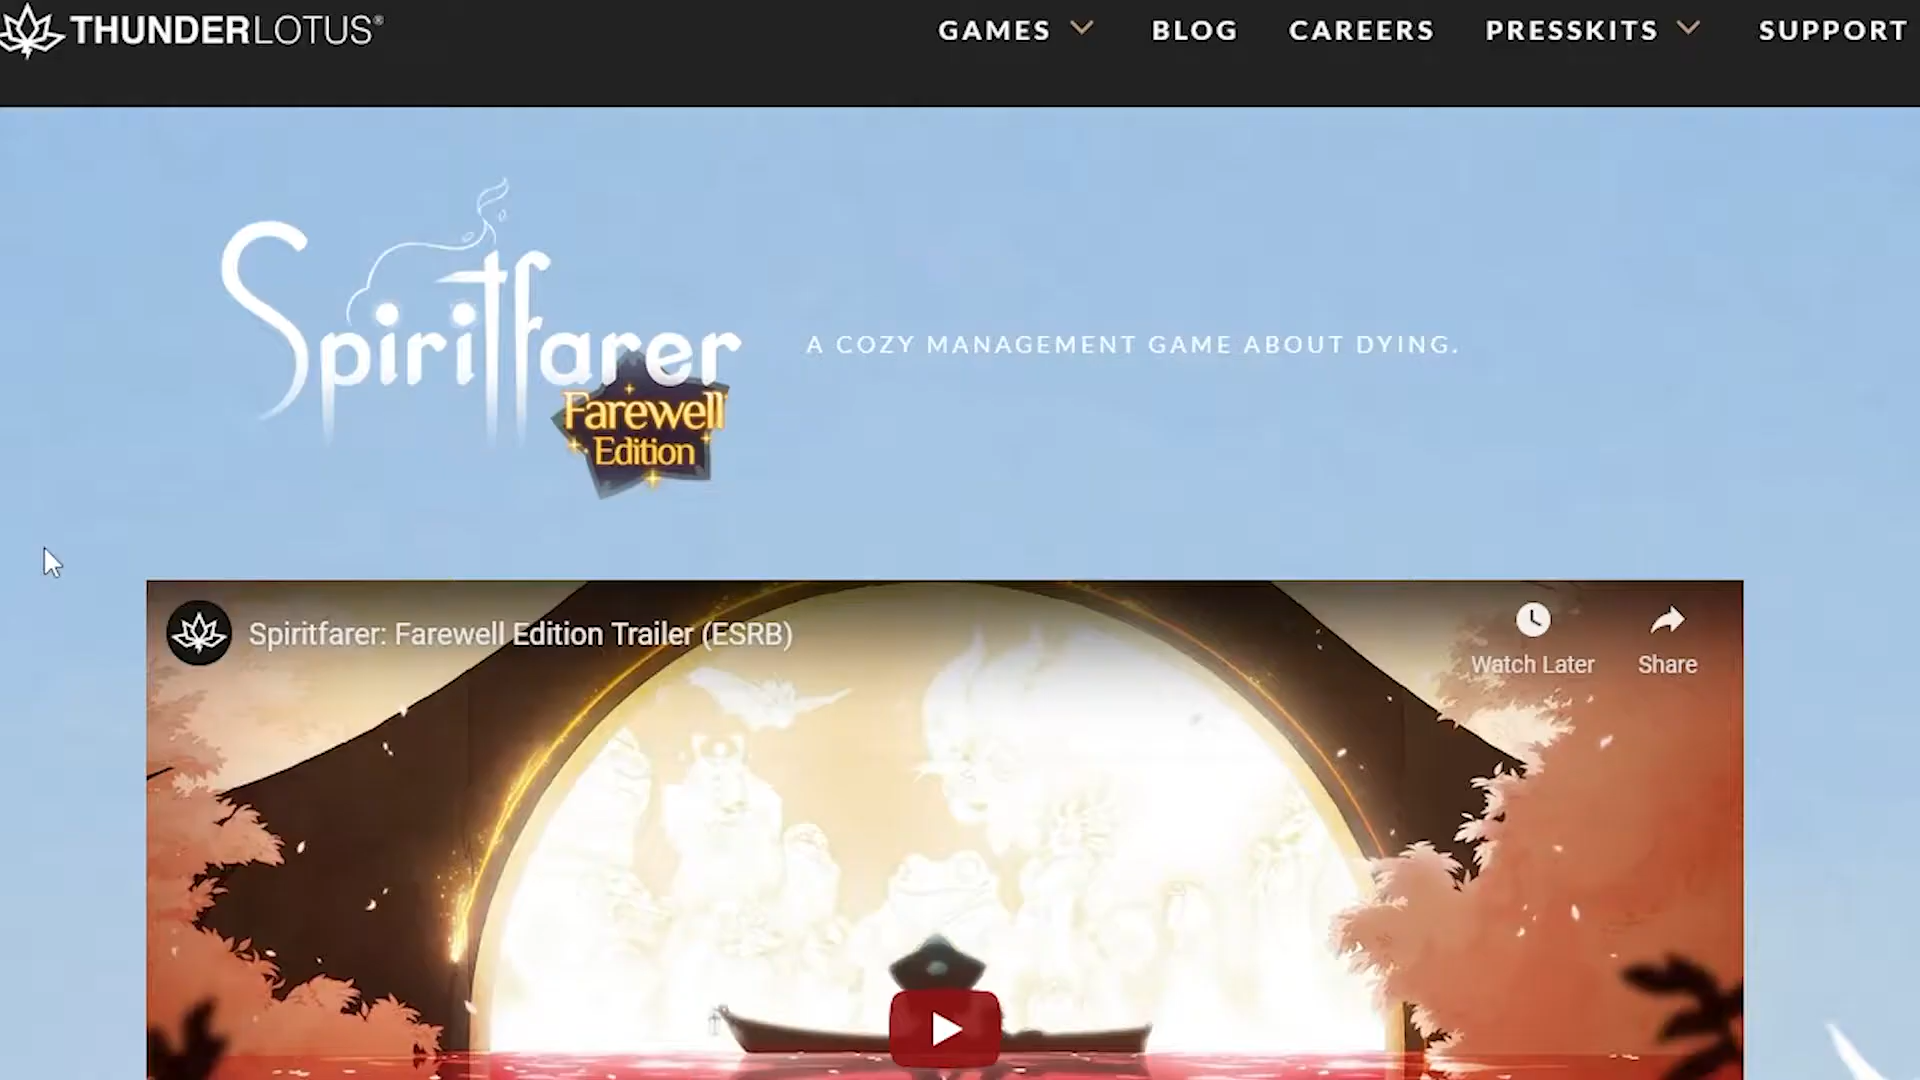 THUNDERLOTUS®
GAMES
BLOG
CAREERS
PRESSKITS
SUPPORT
Spiritfarer
Farewell
Edition
A COZY MANAGEMENT GAME ABOUT DYING.
Spiritfarer: Farewell Edition Trailer (ESRB)
Watch Later
Share